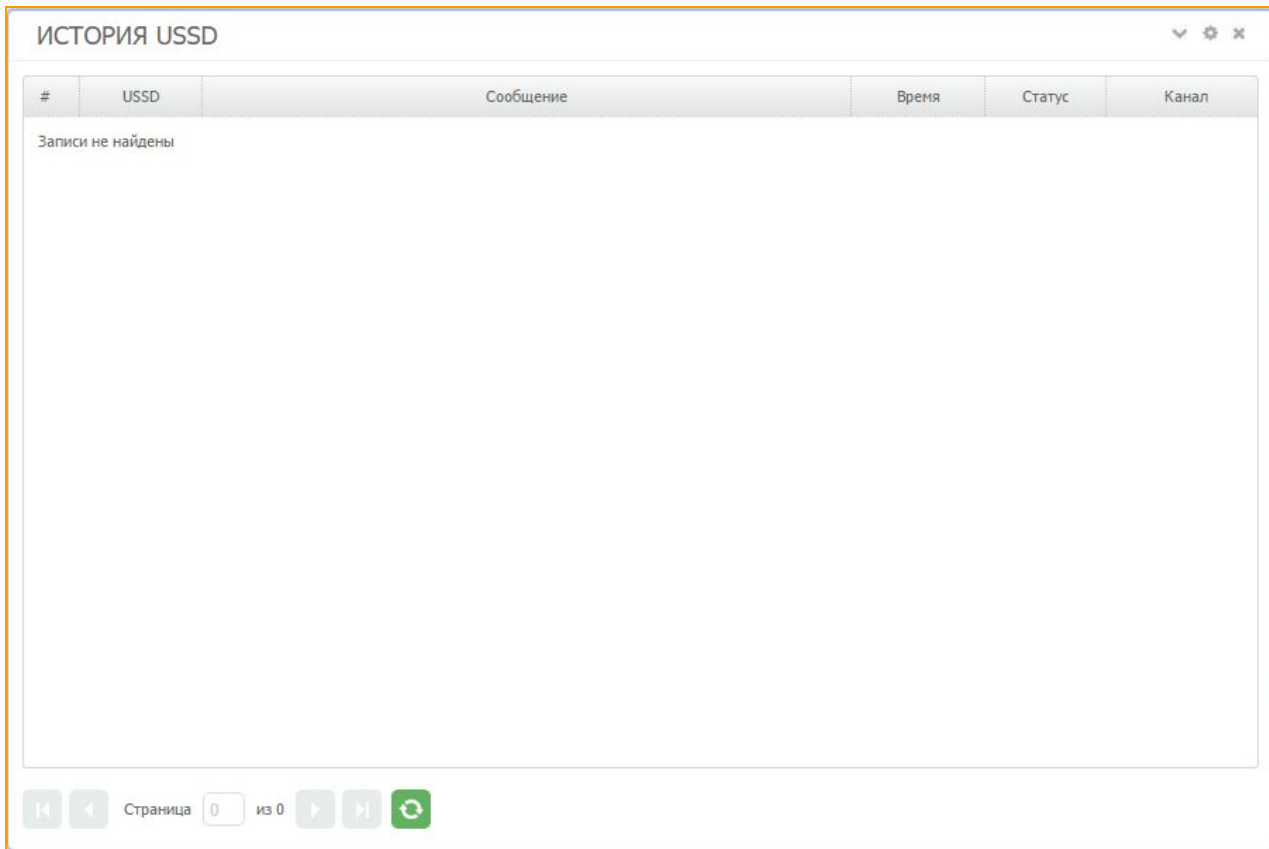 ИСТОРИЯ USSD
# USSD Сообщение Время Статус Канал
Записи не найдены
Страница 0 из 0